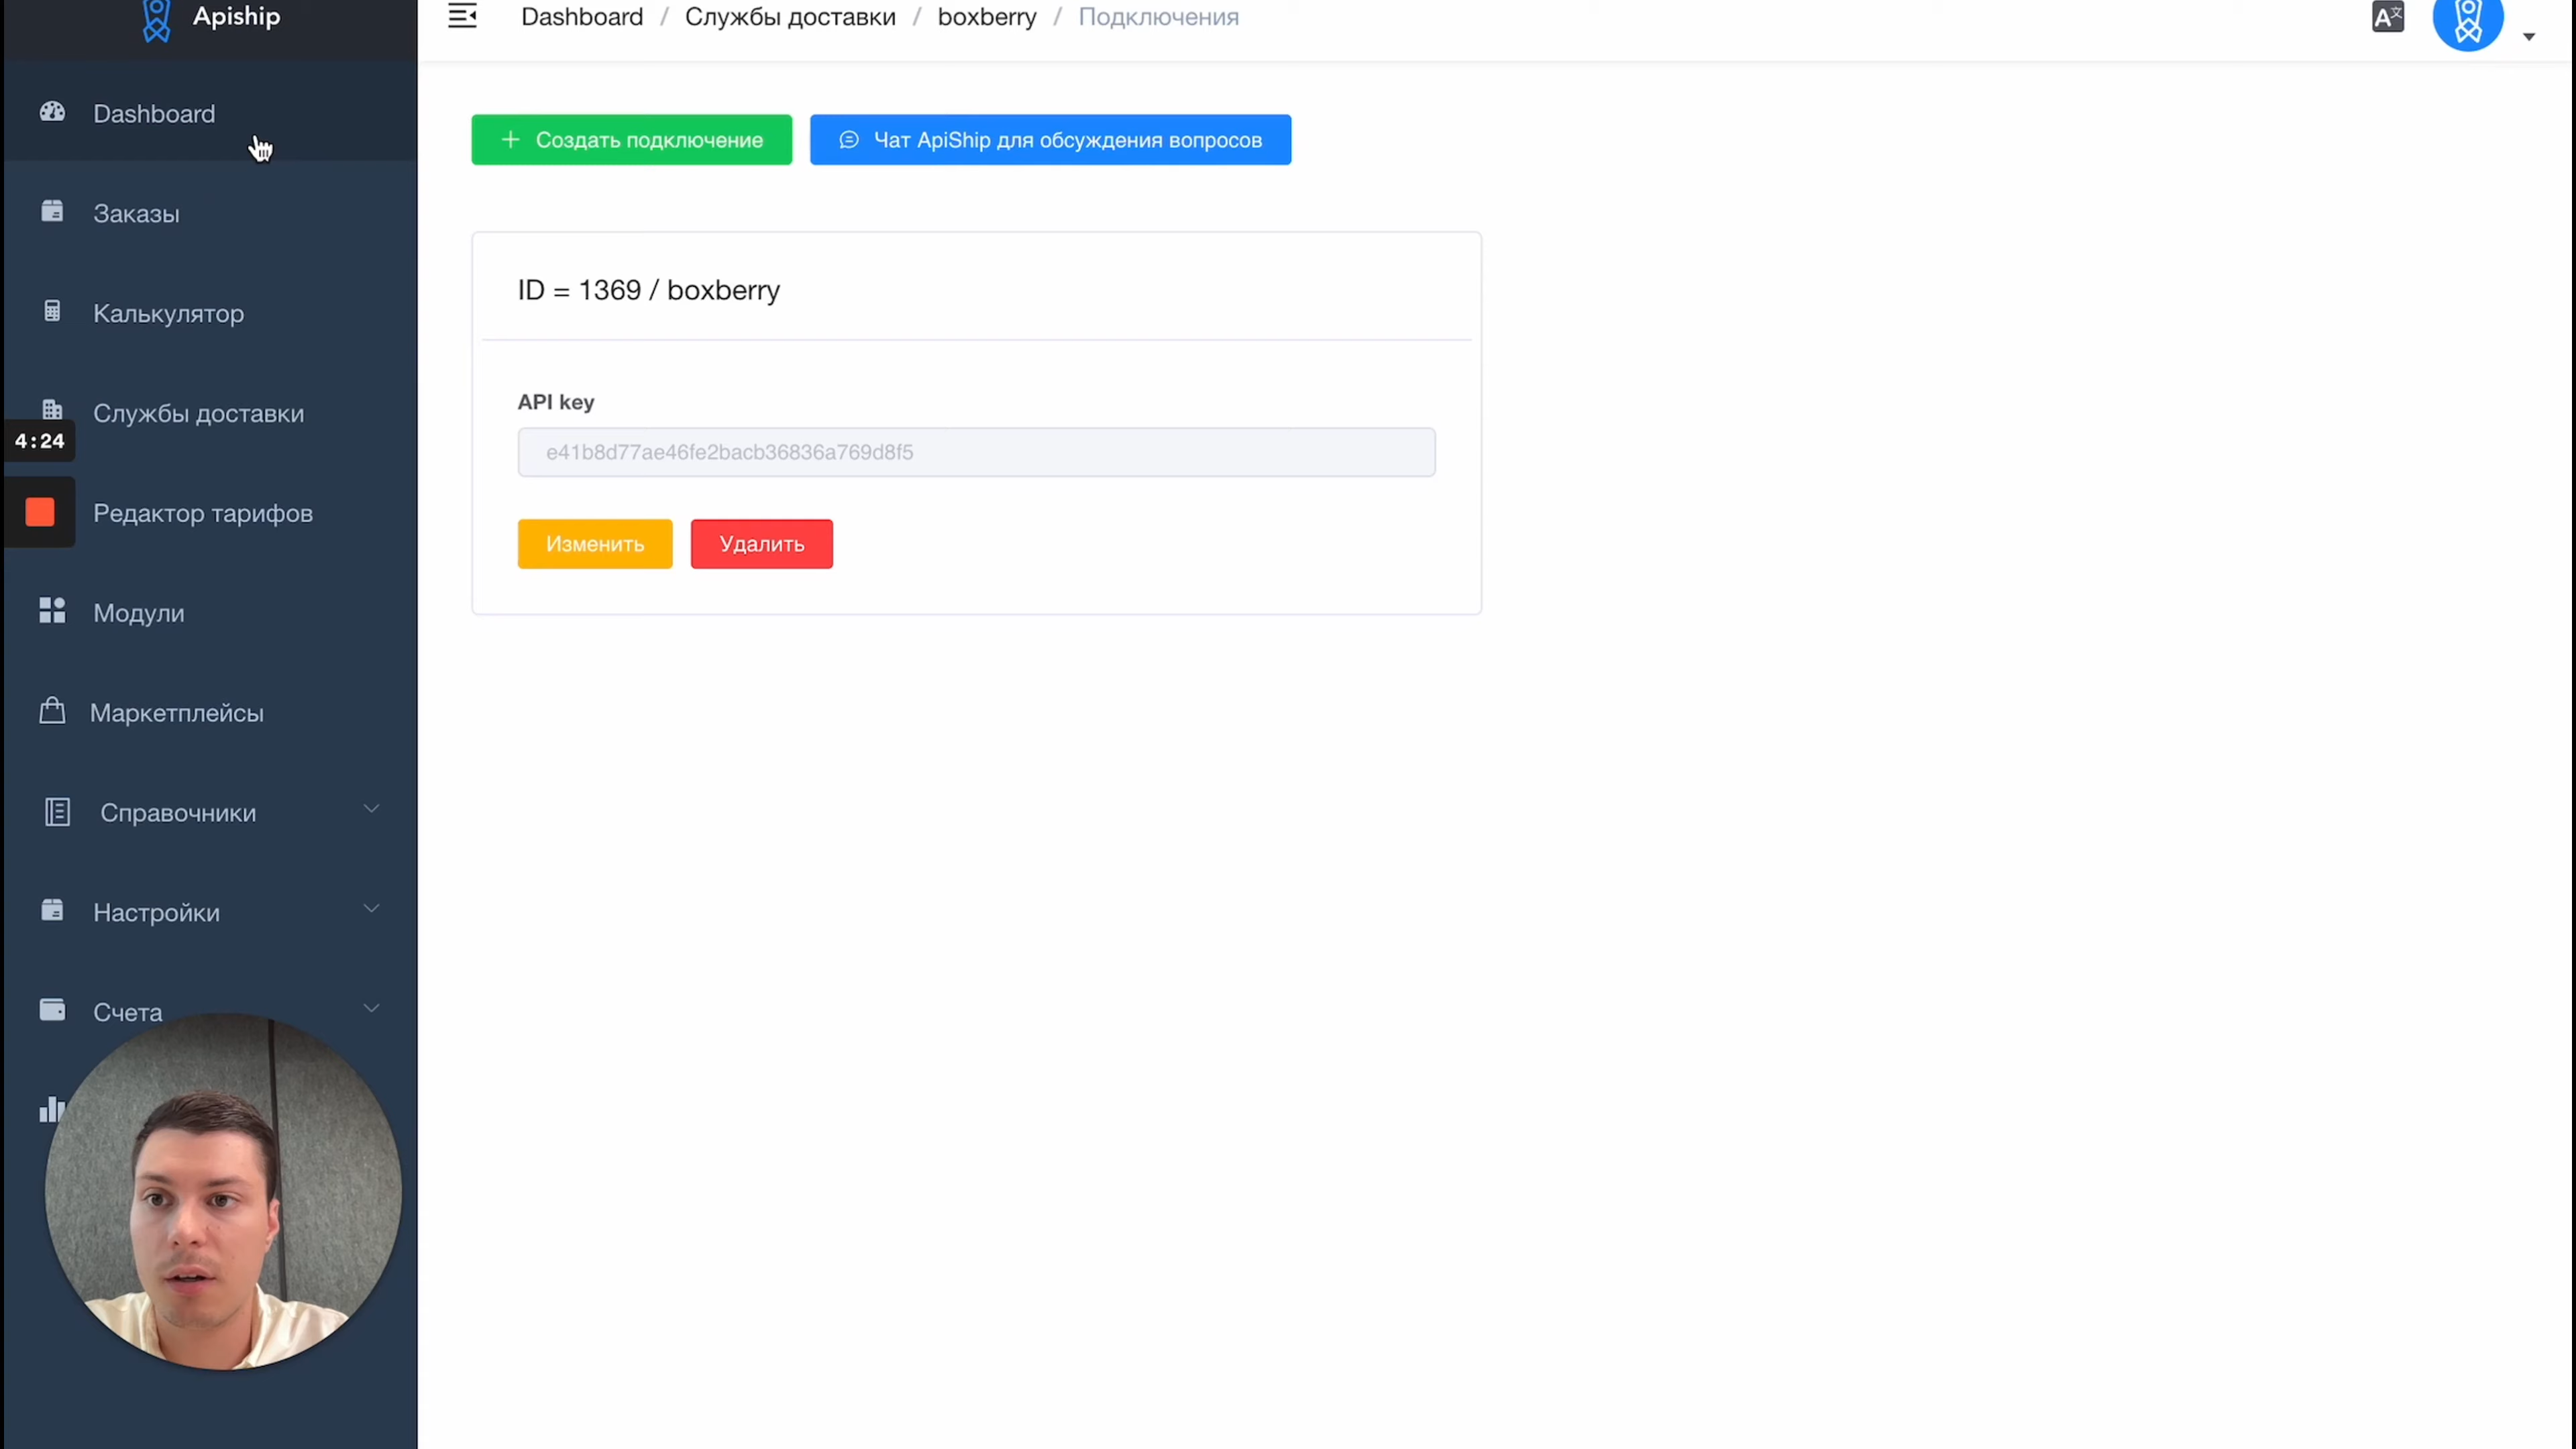 Apiship
Dashboard / Службы доставки / boxberry / Подключения
Dashboard
Заказы
Калькулятор
Службы доставки
4:24
Редактор тарифов
Модули
Маркетплейсы
Справочники
Настройки
Счета
+ Создать подключение
Чат ApiShip для обсуждения вопросов
ID = 1369 / boxberry
API key
e41b8d77ae46fe2bacb36836a769d8f5
Изменить
Удалить